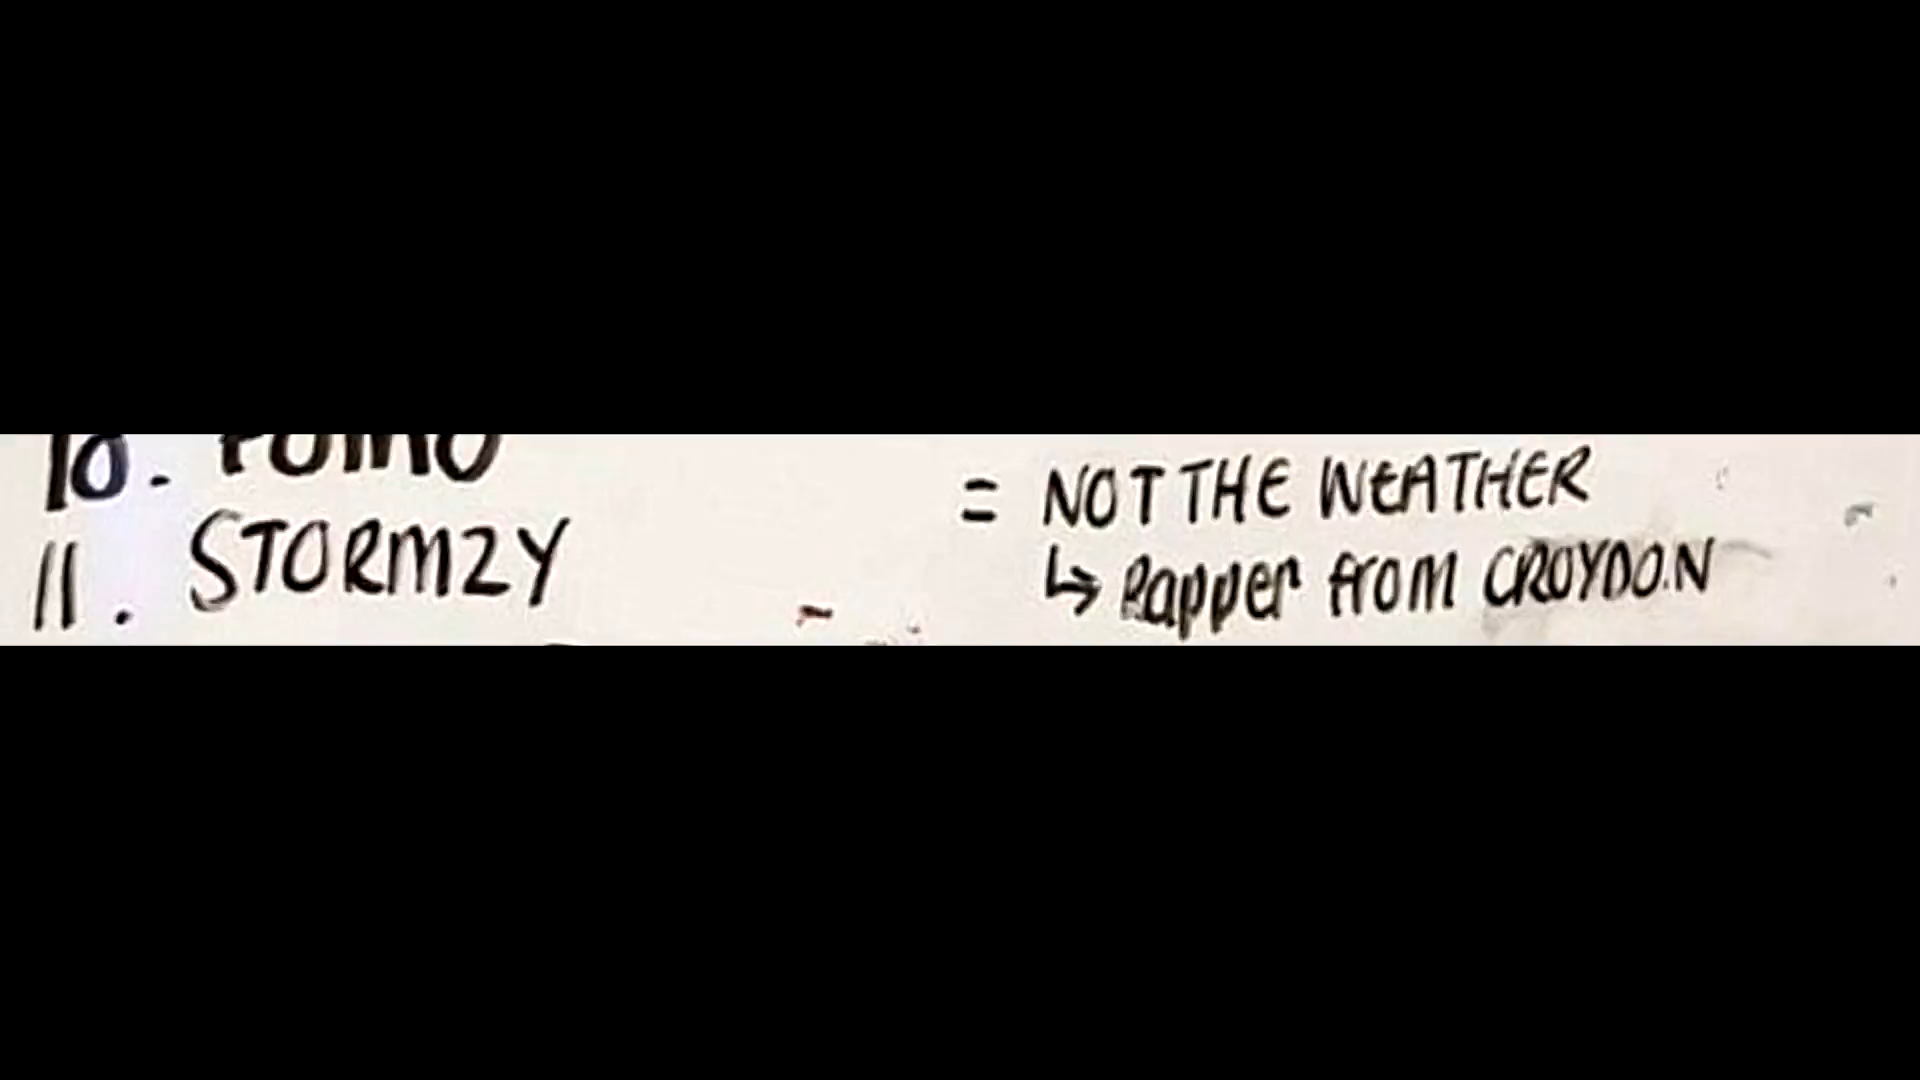 10.
11. STORMZY = NOT THE WEATHER
↳ Rapper from CROYDON